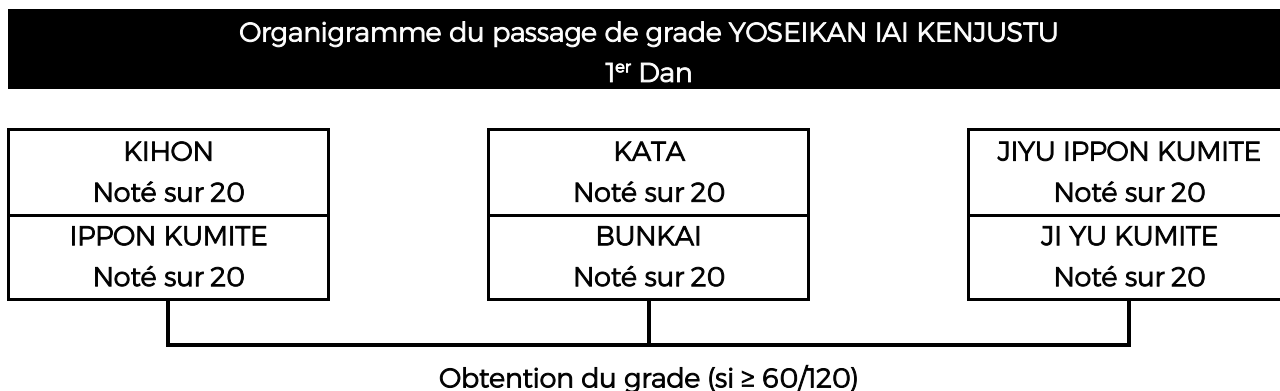 Organigramme du passage de grade YOSEIKAN IAI KENJUSTU
1er Dan
KIHON
Noté sur 20
IPPON KUMITE
Noté sur 20
KATA
Noté sur 20
BUNKAI
Noté sur 20
JIYU IPPON KUMITE
Noté sur 20
JI YU KUMITE
Noté sur 20
Obtention du grade (si ≥ 60/120)